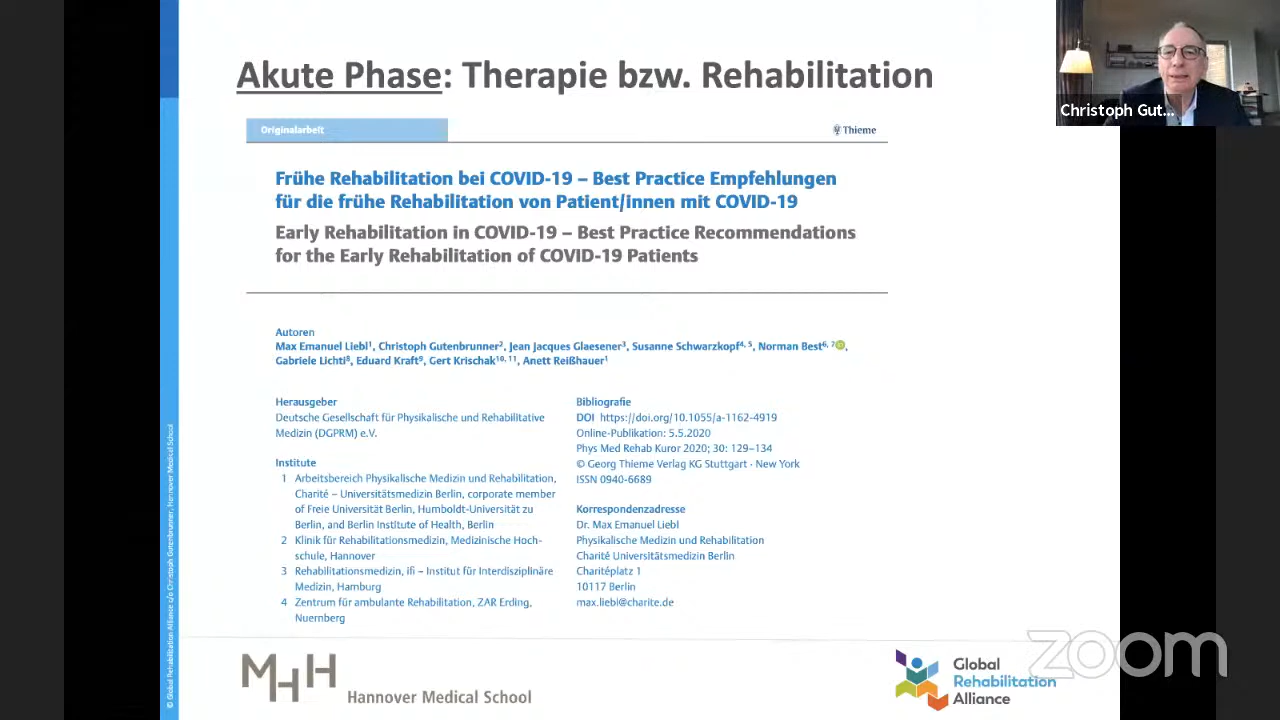 Akute Phase: Therapie bzw. Rehabilitation
Christoph Gut...
Originalarbeit
Thieme
Frühe Rehabilitation bei COVID-19 – Best Practice Empfehlungen
für die frühe Rehabilitation von Patient/innen mit COVID-19
Early Rehabilitation in COVID-19 – Best Practice Recommendations
for the Early Rehabilitation of COVID-19 Patients
Autoren
Max Emanuel Liebl1, Christoph Gutenbrunner2, Jean Jacques Glaesener3, Susanne Schwarzkopf4, 5, Norman Best6, 7,
Gabriele Lichti8, Eduard Kraft9, Gert Krischak10, 11, Anett Reißhauer1
Herausgeber
Deutsche Gesellschaft für Physikalische und Rehabilitative
Medizin (DGPRM) e.V.
Institute
1 Arbeitsbereich Physikalische Medizin und Rehabilitation,
Charité – Universitätsmedizin Berlin, corporate member
of Freie Universität Berlin, Humboldt-Universität zu
Berlin, and Berlin Institute of Health, Berlin
2 Klinik für Rehabilitationsmedizin, Medizinische Hoch-
schule, Hannover
3 Rehabilitationsmedizin, ifi – Institut für Interdisziplinäre
Medizin, Hamburg
4 Zentrum für ambulante Rehabilitation, ZAR Erding,
Nuernberg
Bibliografie
DOI https://doi.org/10.1055/a-1162-4919
Online-Publikation: 5.5.2020
Phys Med Rehab Kuror 2020; 30: 129–134
© Georg Thieme Verlag KG Stuttgart · New York
ISSN 0940-6689
Korrespondenzadresse
Dr. Max Emanuel Liebl
Physikalische Medizin und Rehabilitation
Charité Universitätsmedizin Berlin
Charitéplatz 1
10117 Berlin
max.liebl@charite.de
© Global Rehabilitation Alliance c/o Christoph Gutenbrunner, Hannover Medical School
MHH
Hannover Medical School
Global
Rehabilitation
Alliance
zoom